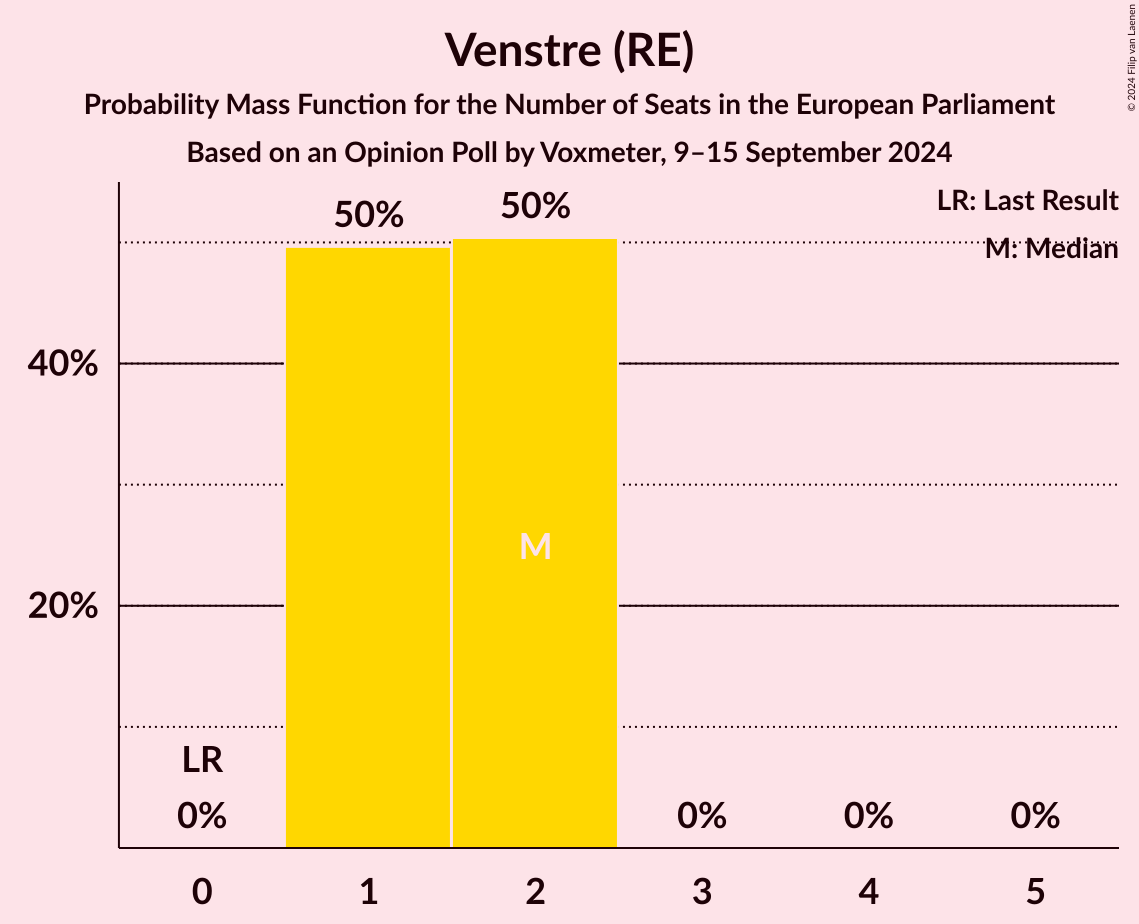 Venstre (RE)
Probability Mass Function for the Number of Seats in the European Parliament
Based on an Opinion Poll by Voxmeter, 9–15 September 2024
© 2024 Filip van Laenen
LR: Last Result
M: Median
50%
50%
40%
20%
M
LR
0%
0%
0%
0%
0
1
2
3
4
5